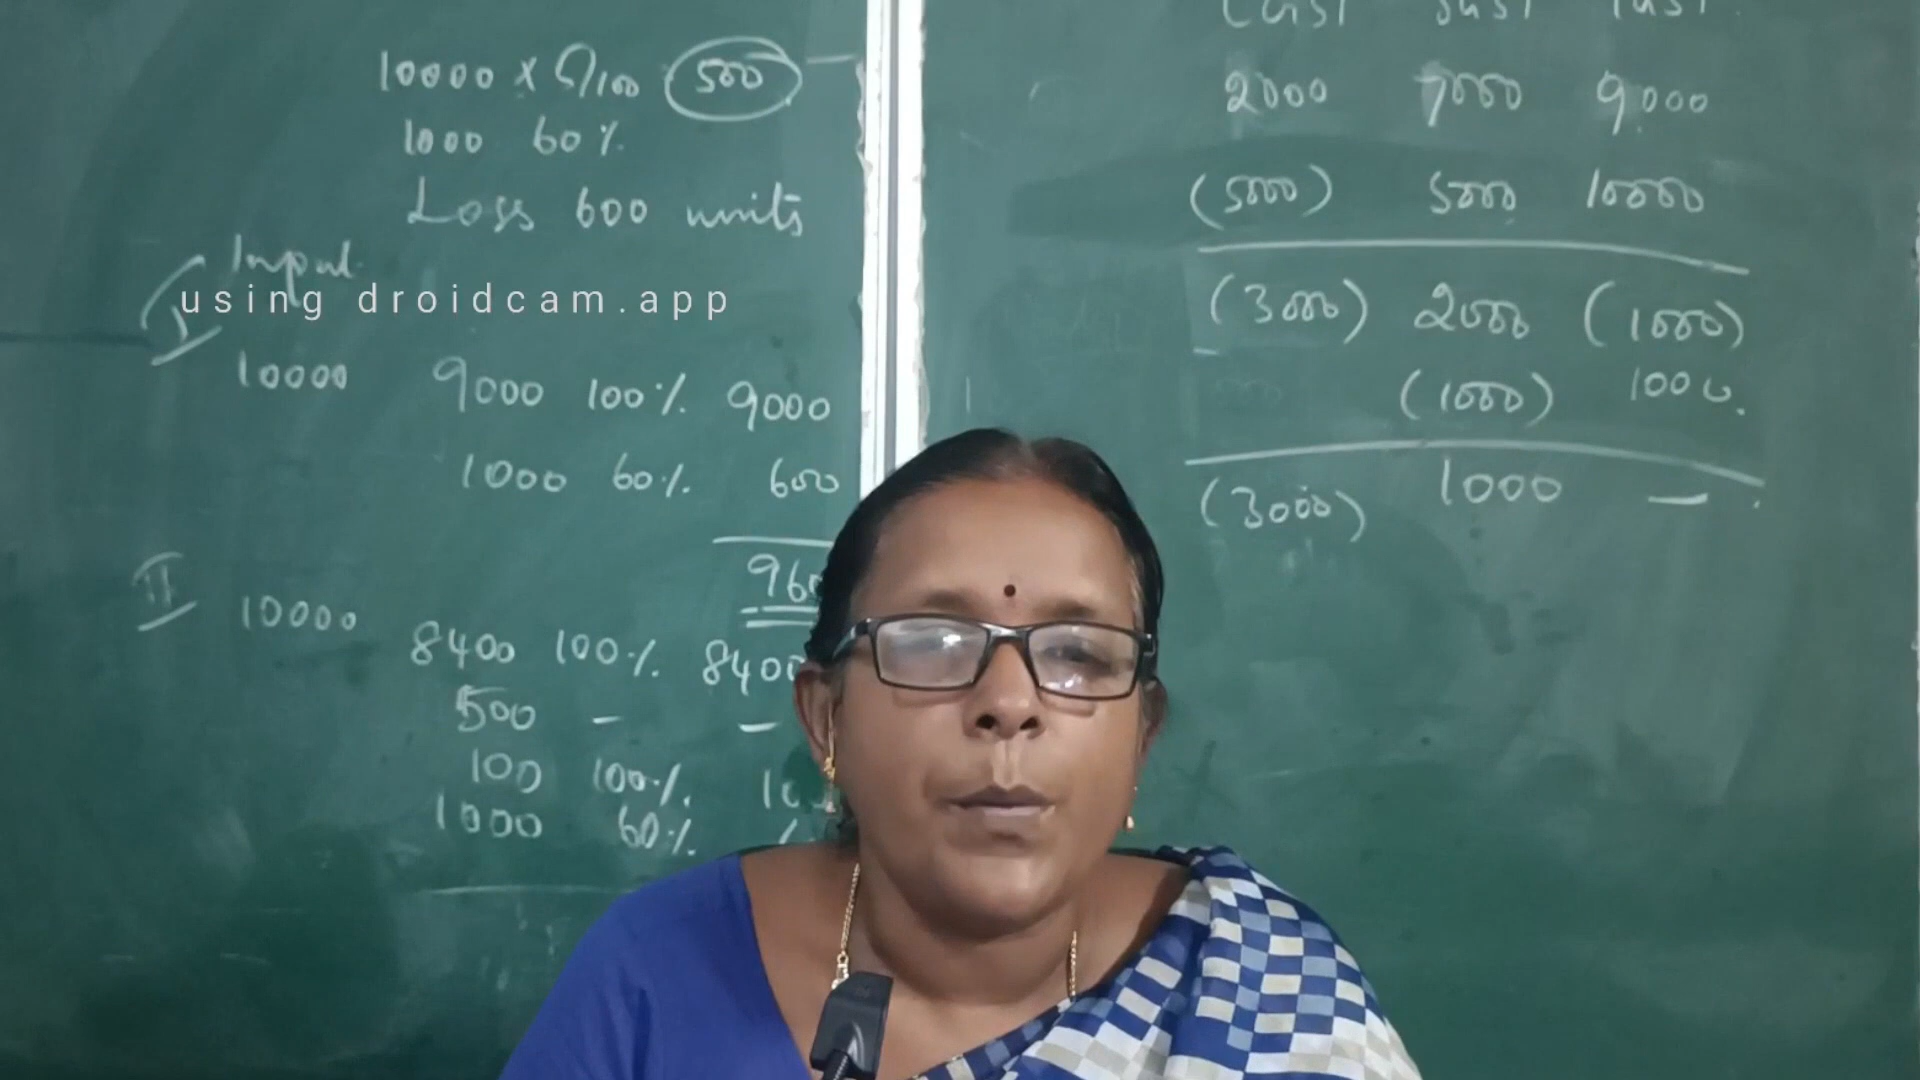 10000 x 5/100 500
1000 60%
Loss 600 units
Input
using droidcam.app
I
10000 9000 100% 9000
1000 60% 600
960
II 10000
8400 100% 8400
500 - -
100 100% 10
1000 60%
2000 7000 9000
(5000) 5000 10000
(3000) 2000 (1000)
(1000) 1000.
(3000) 1000 -